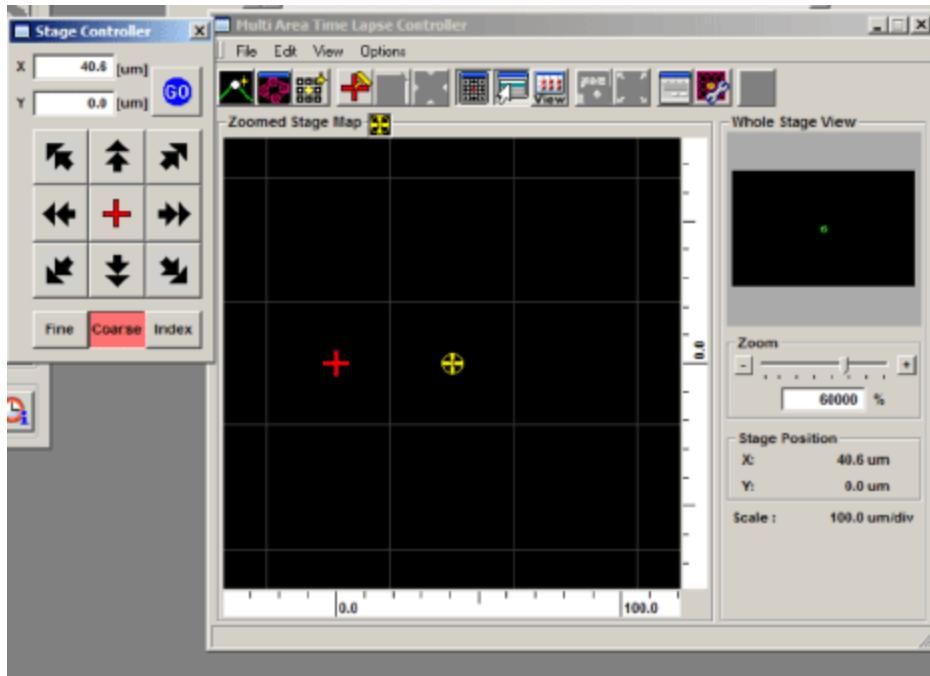 Stage Controller
X 40.6 [um]
Y 0.0 [um]
GO
Fine Coarse Index
Multi Area Time Lapse Controller
File Edit View Options
View
Zoomed Stage Map
0.0
0.0 100.0
Whole Stage View
Zoom
- +
60000 %
Stage Position
X: 40.6 um
Y: 0.0 um
Scale : 100.0 um/div